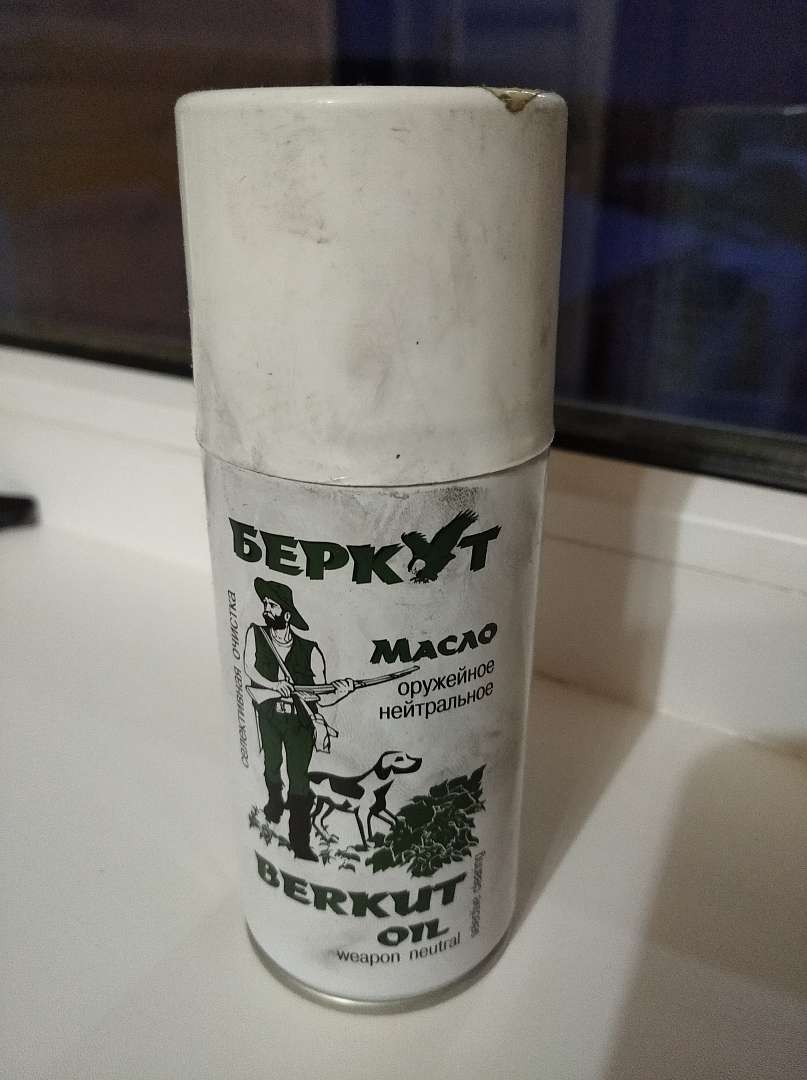 БЕРКУТ
селективная очистка
Масло
оружейное
нейтральное
BERKUT
OIL
weapon neutral
selective cleaning